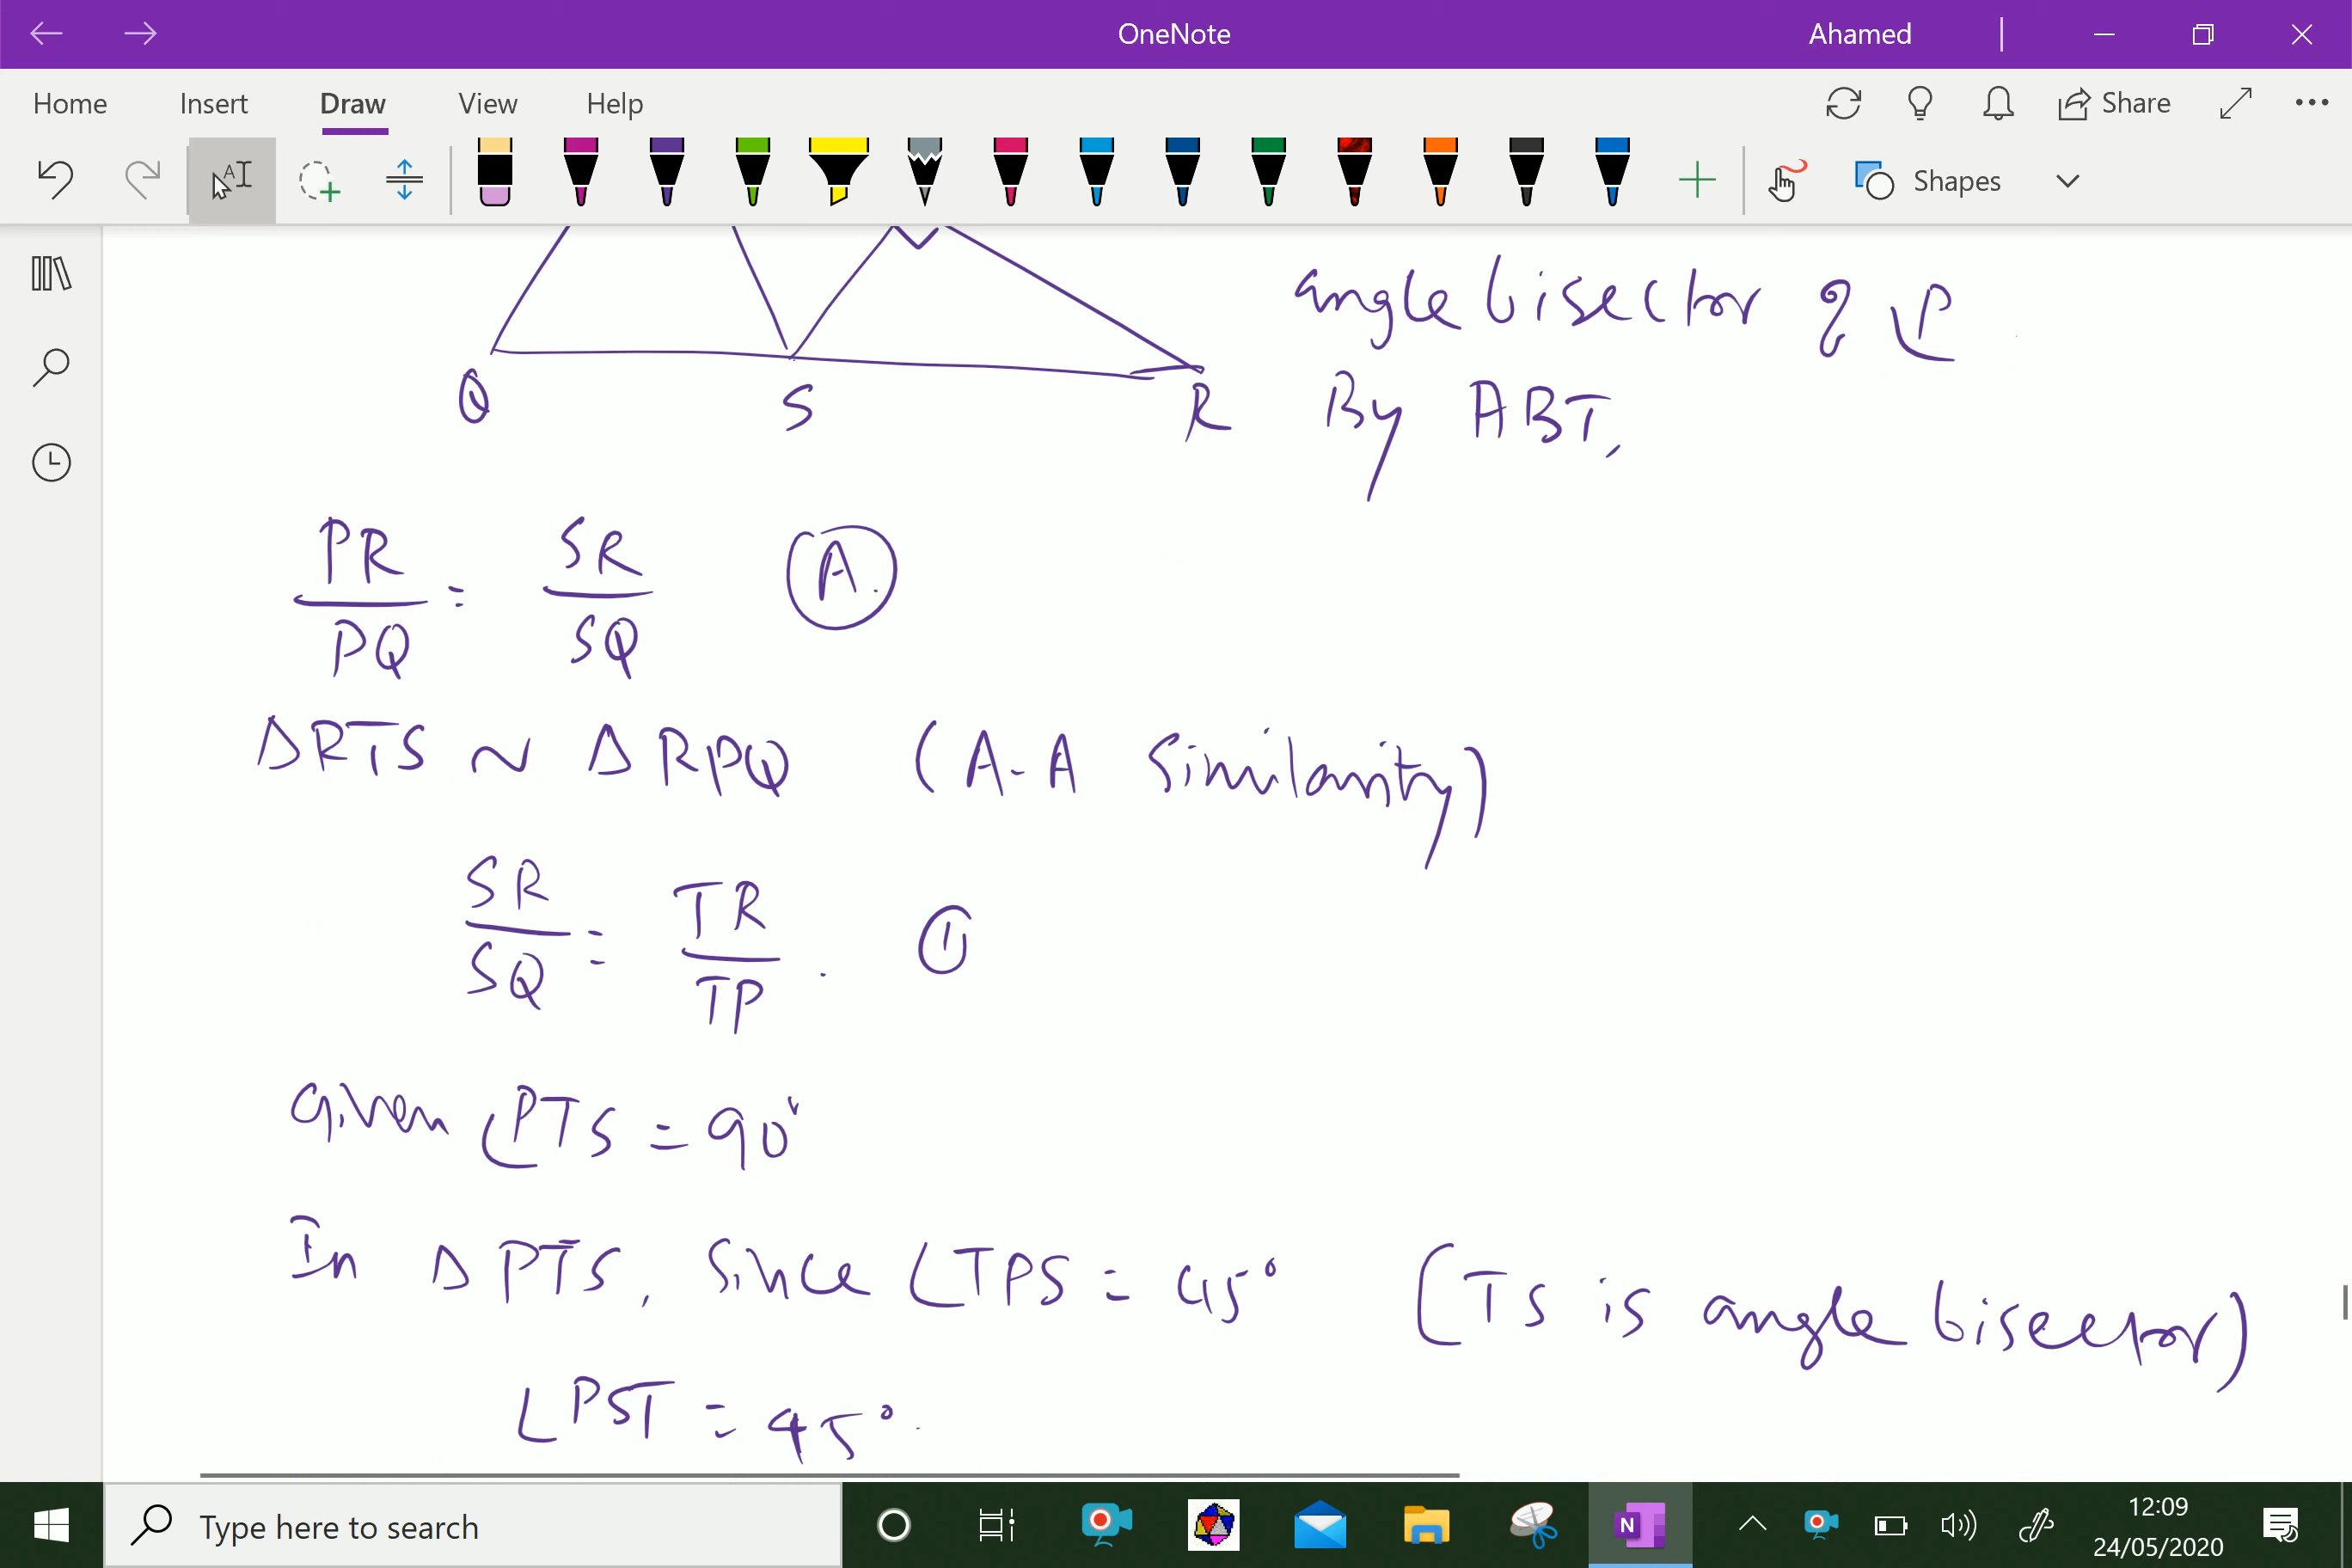 OneNote
Ahamed
Home Insert Draw View Help
Share
Shapes
angle bisector of ∠P
Q S R
By ABT,
PR/PQ = SR/SQ (A.)
ΔRTS ~ ΔRPQ (A-A Similarity)
SR/SQ = TR/TP . ①
Given ∠PTS = 90°
In ΔPTS, Since ∠TPS = 45° (TS is angle bisector)
∠PST = 45°.
Type here to search
12:09
24/05/2020